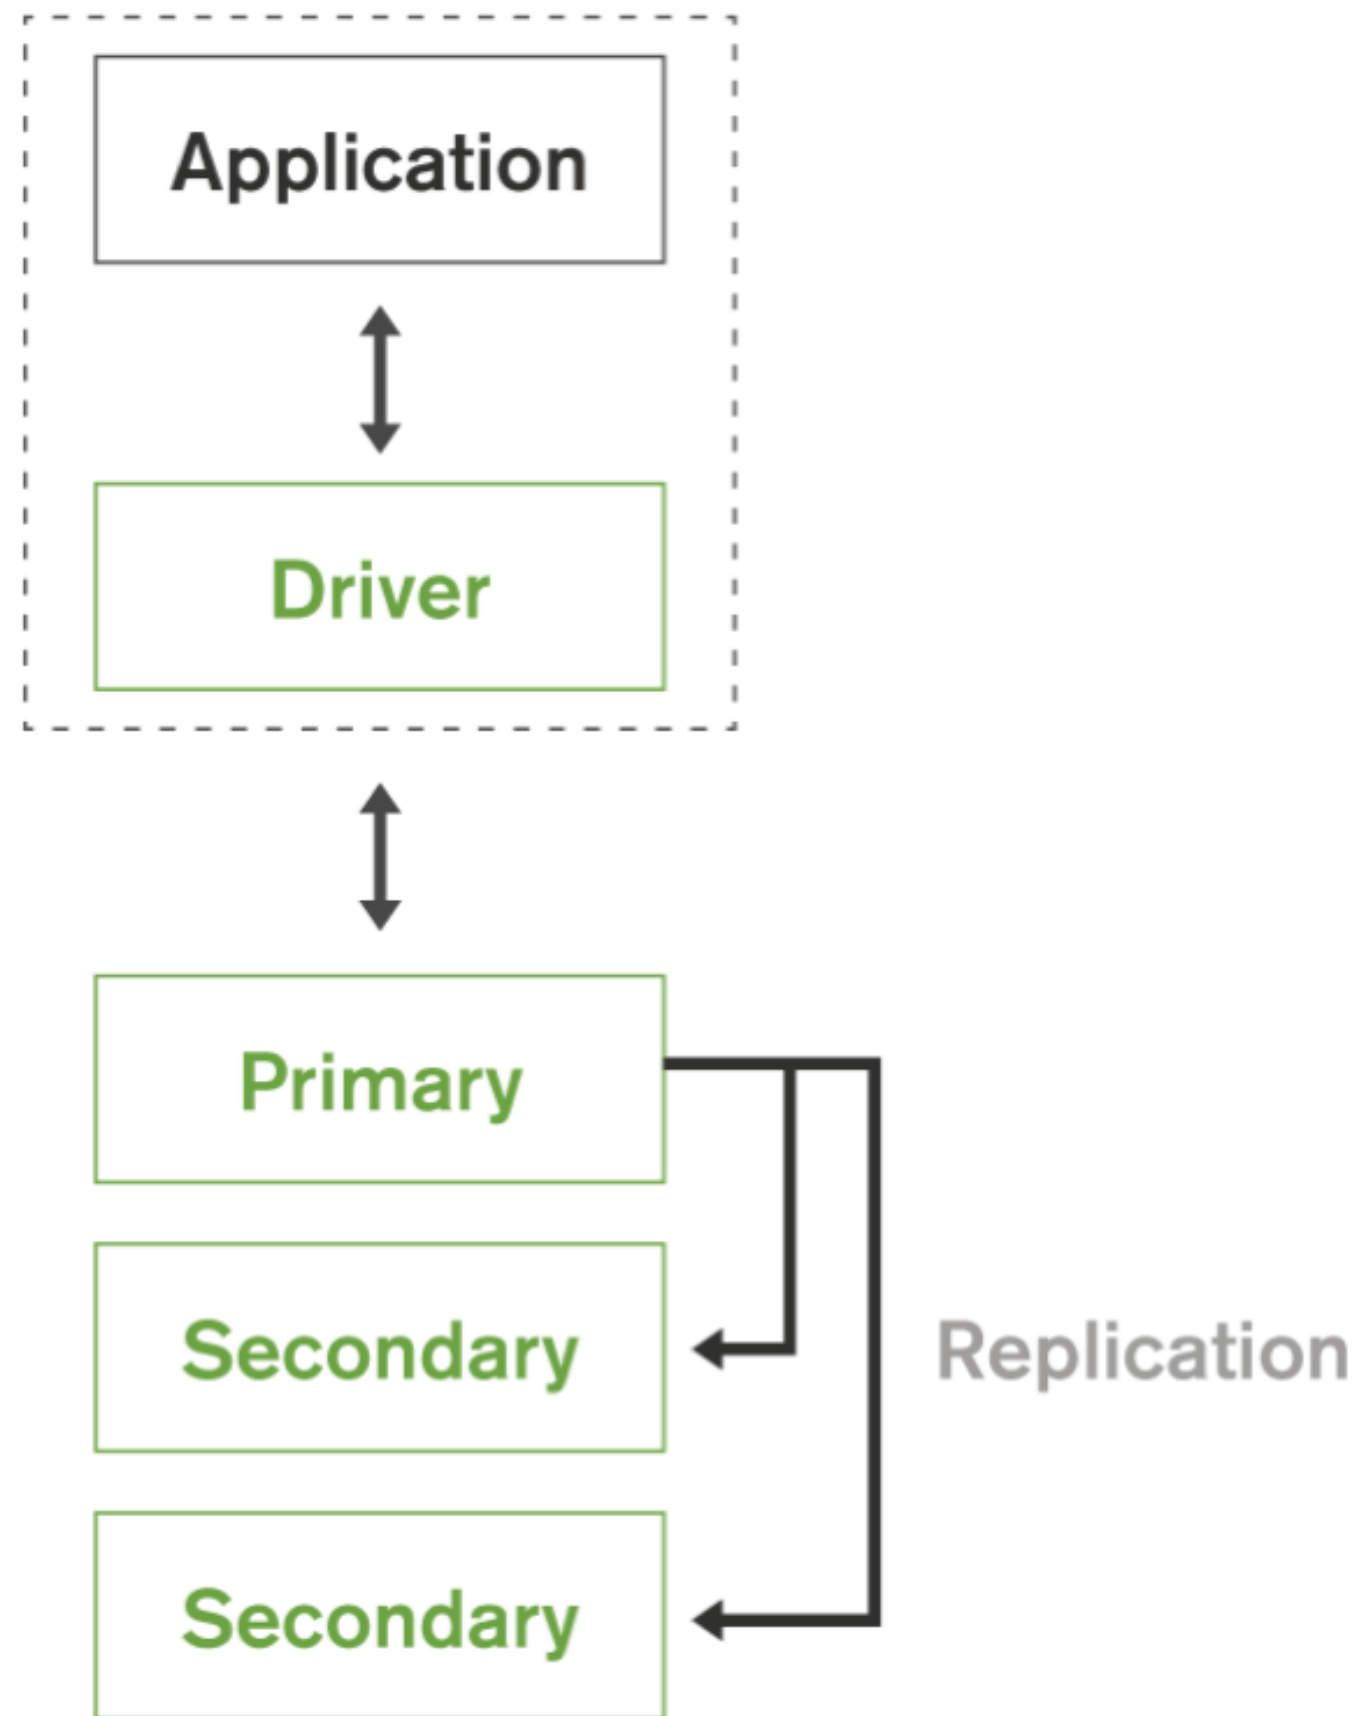 Application
Driver
Primary
Secondary
Replication
Secondary